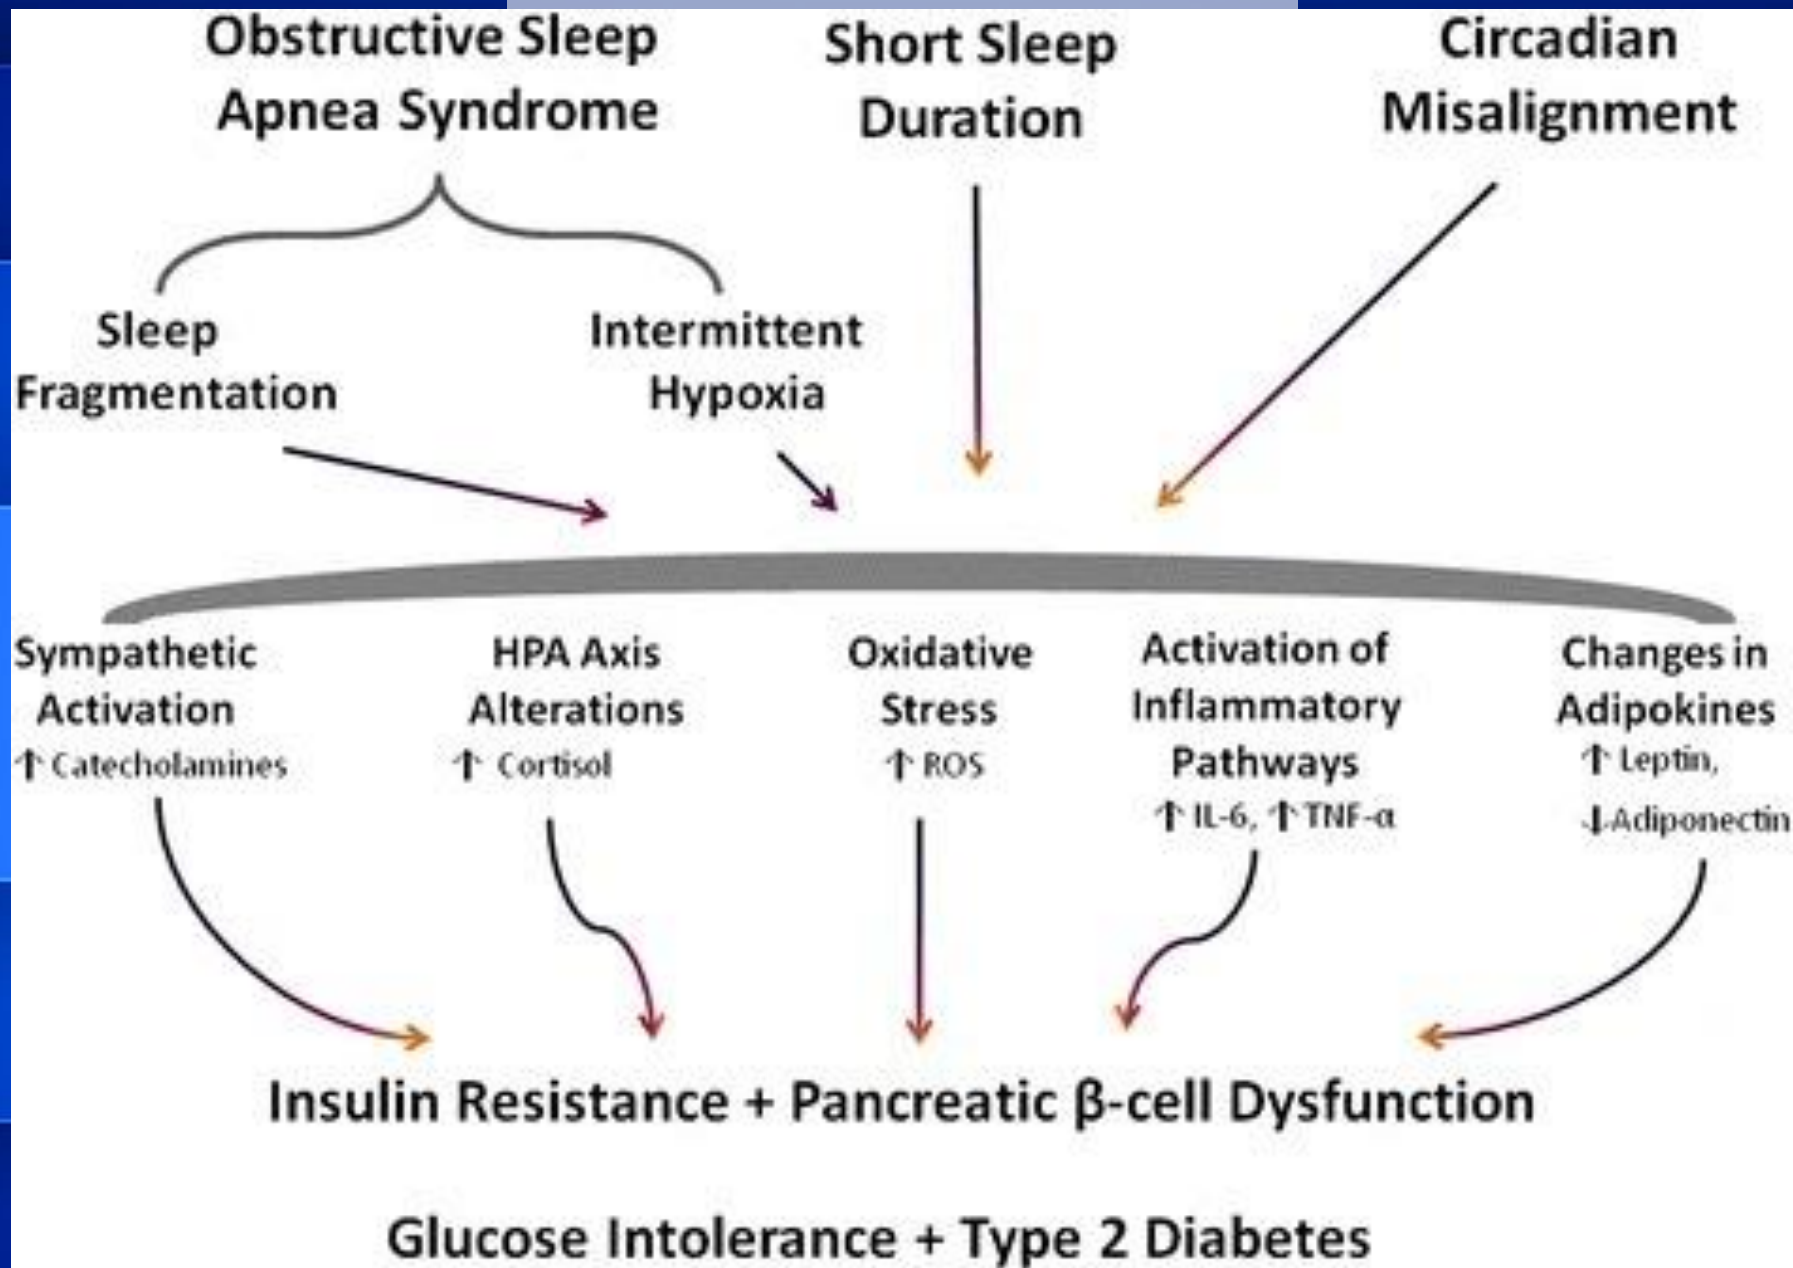 Obstructive Sleep
Apnea Syndrome
Short Sleep
Duration
Circadian
Misalignment
Sleep
Fragmentation
Intermittent
Hypoxia
Sympathetic
Activation
↑ Catecholamines
HPA Axis
Alterations
↑ Cortisol
Oxidative
Stress
↑ ROS
Activation of
Inflammatory
Pathways
↑ IL-6, ↑ TNF-α
Changes in
Adipokines
↑ Leptin,
↓ Adiponectin
Insulin Resistance + Pancreatic β-cell Dysfunction
Glucose Intolerance + Type 2 Diabetes